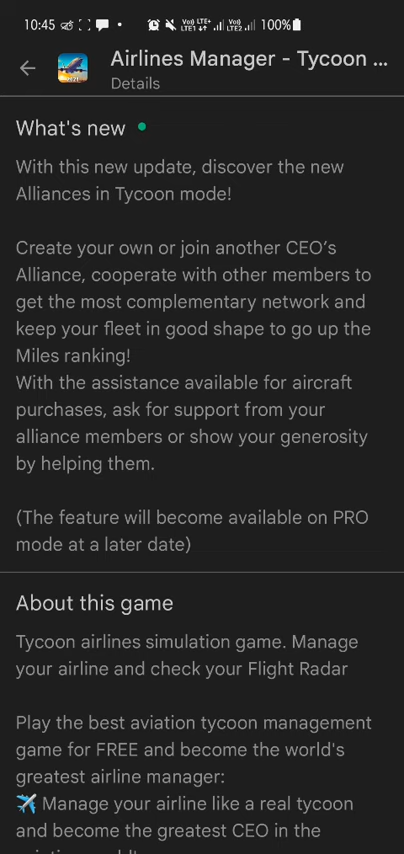 10:45
Vo) LTE+ Vo)
LTE1 LTE2 100%
Airlines Manager - Tycoon ...
Details
What's new
With this new update, discover the new
Alliances in Tycoon mode!
Create your own or join another CEO’s
Alliance, cooperate with other members to
get the most complementary network and
keep your fleet in good shape to go up the
Miles ranking!
With the assistance available for aircraft
purchases, ask for support from your
alliance members or show your generosity
by helping them.
(The feature will become available on PRO
mode at a later date)
About this game
Tycoon airlines simulation game. Manage
your airline and check your Flight Radar
Play the best aviation tycoon management
game for FREE and become the world's
greatest airline manager:
✈️ Manage your airline like a real tycoon
and become the greatest CEO in the